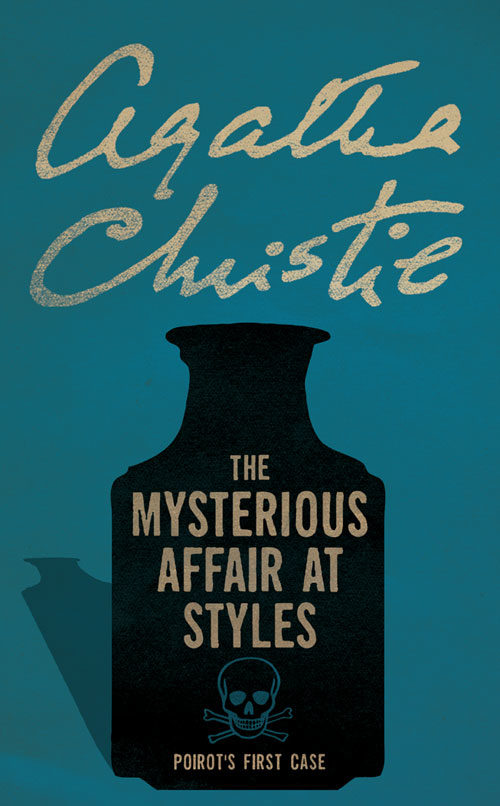 Agatha
Christie
THE
MYSTERIOUS
AFFAIR AT
STYLES
POIROT'S FIRST CASE